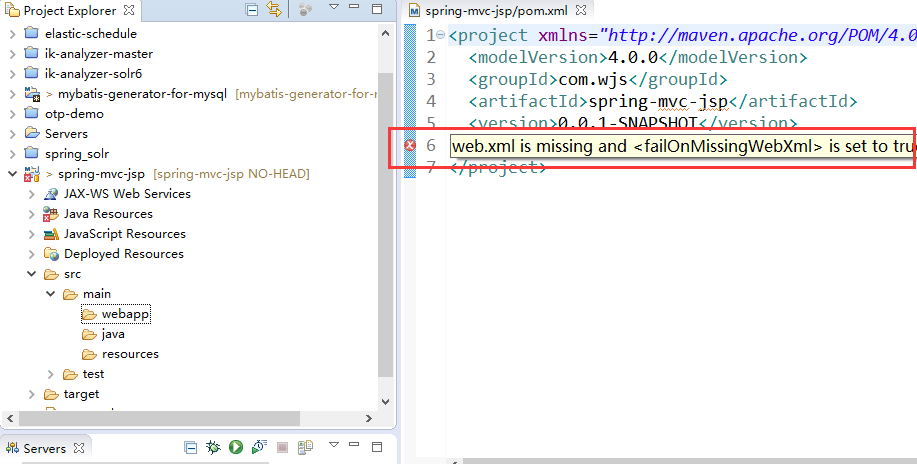 Project Explorer
elastic-schedule
ik-analyzer-master
ik-analyzer-solr6
> mybatis-generator-for-mysql [mybatis-generator-for-r
otp-demo
Servers
spring_solr
> spring-mvc-jsp [spring-mvc-jsp NO-HEAD]
JAX-WS Web Services
Java Resources
JavaScript Resources
Deployed Resources
src
main
webapp
java
resources
test
target
Servers
spring-mvc-jsp/pom.xml
1 <project xmlns="http://maven.apache.org/POM/4.0
2 <modelVersion>4.0.0</modelVersion>
3 <groupId>com.wjs</groupId>
4 <artifactId>spring-mvc-jsp</artifactId>
5 <version>0.0.1-SNAPSHOT</version>
6 web.xml is missing and <failOnMissingWebXml> is set to tru
7 </project>